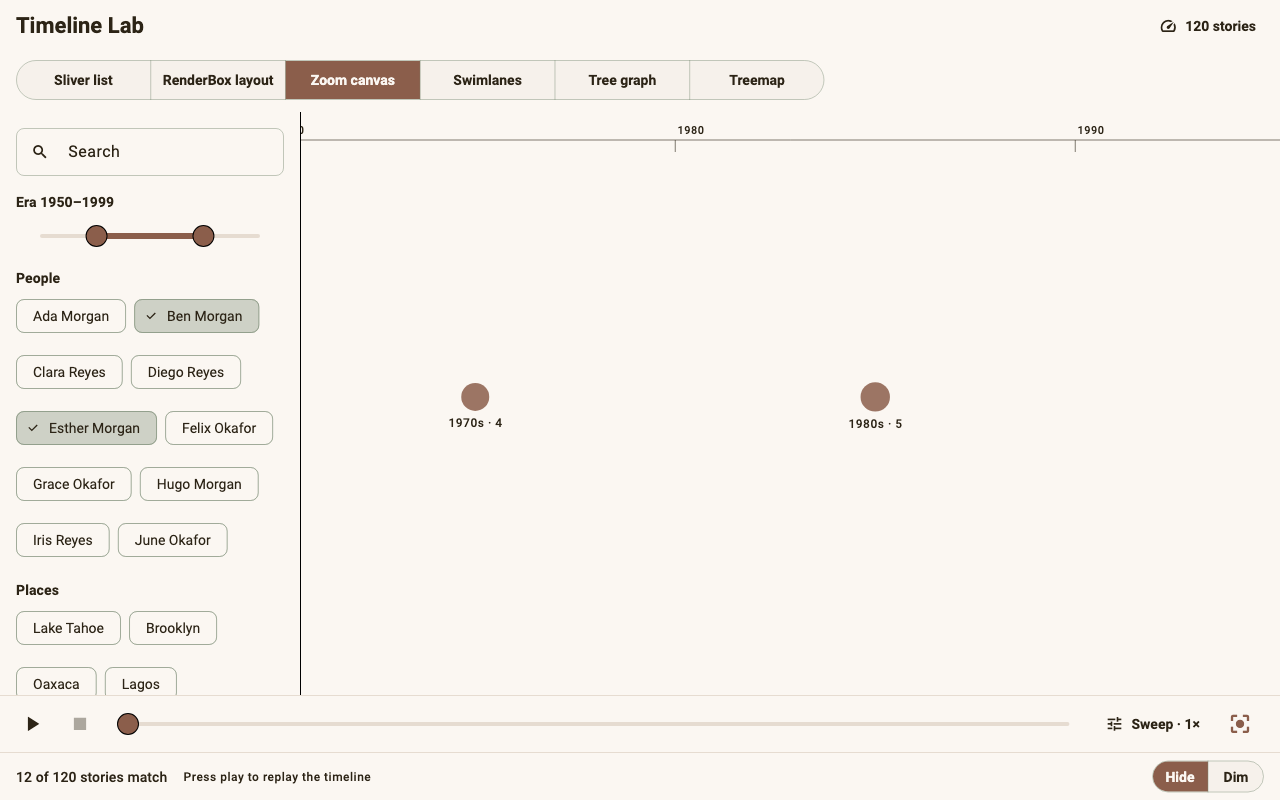 Timeline Lab
120 stories
Sliver list
RenderBox layout
Zoom canvas
Swimlanes
Tree graph
Treemap
Search
Era 1950–1999
People
Ada Morgan
Ben Morgan
Clara Reyes
Diego Reyes
Esther Morgan
Felix Okafor
Grace Okafor
Hugo Morgan
Iris Reyes
June Okafor
Places
Lake Tahoe
Brooklyn
Oaxaca
Lagos
1980
1990
1970s · 4
1980s · 5
Sweep · 1×
12 of 120 stories match
Press play to replay the timeline
Hide
Dim